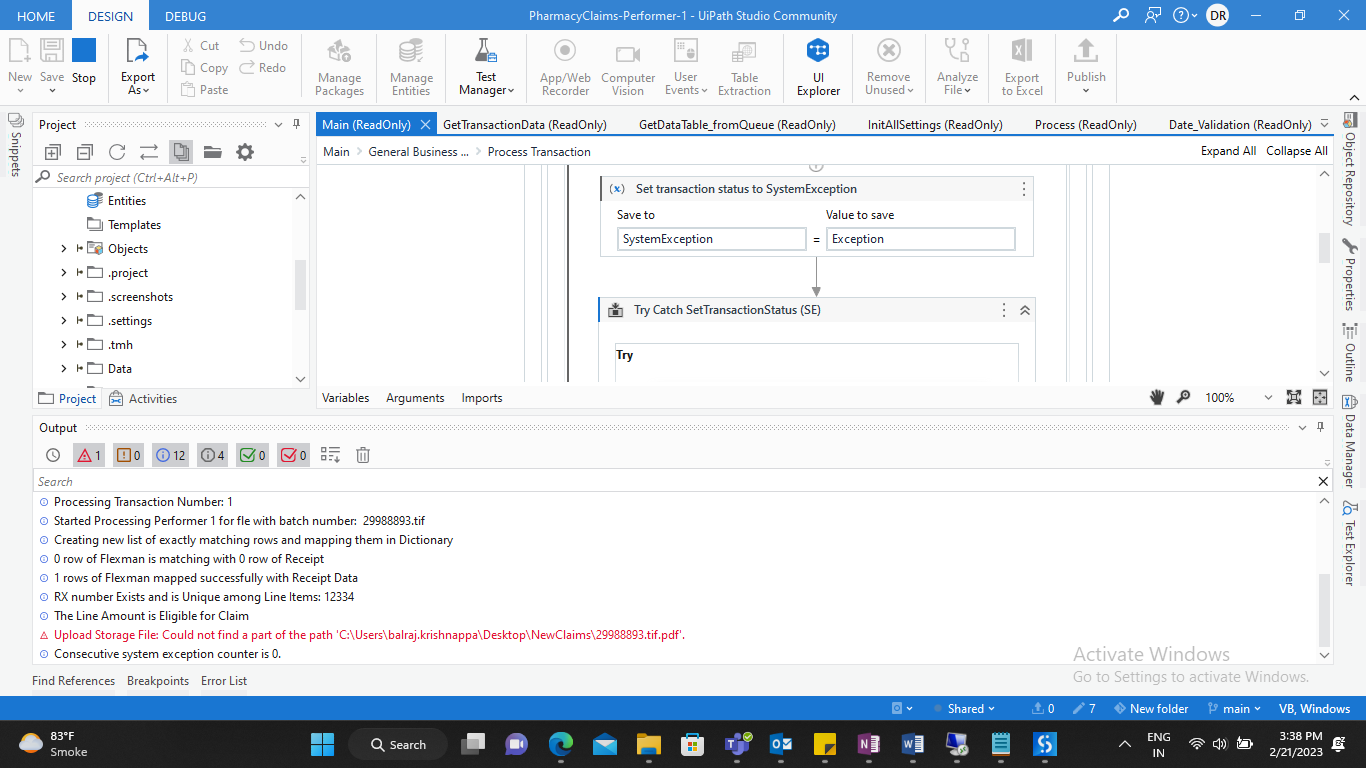 HOME DESIGN DEBUG PharmacyClaims-Performer-1 - UiPath Studio Community DR
New Save Stop Export As Cut Copy Paste Undo Redo Manage Packages Manage Entities Test Manager App/Web Recorder Computer Vision User Events Table Extraction UI Explorer Remove Unused Analyze File Export to Excel Publish
Snippets
Project
Search project (Ctrl+Alt+P)
Entities
Templates
Objects
.project
.screenshots
.settings
.tmh
Data
Project Activities
Main (ReadOnly) GetTransactionData (ReadOnly) GetDataTable_fromQueue (ReadOnly) InitAllSettings (ReadOnly) Process (ReadOnly) Date_Validation (ReadOnly)
Main General Business ... Process Transaction Expand All Collapse All
(x) Set transaction status to SystemException
Save to Value to save
SystemException = Exception
Try Catch SetTransactionStatus (SE)
Try
Variables Arguments Imports 100%
Object Repository
Properties
Outline
Data Manager
Test Explorer
Output
1 0 12 4 0 0
Search
Processing Transaction Number: 1
Started Processing Performer 1 for fle with batch number: 29988893.tif
Creating new list of exactly matching rows and mapping them in Dictionary
0 row of Flexman is matching with 0 row of Receipt
1 rows of Flexman mapped successfully with Receipt Data
RX number Exists and is Unique among Line Items: 12334
The Line Amount is Eligible for Claim
Upload Storage File: Could not find a part of the path 'C:\Users\balraj.krishnappa\Desktop\NewClaims\29988893.tif.pdf'.
Consecutive system exception counter is 0.
Activate Windows
Go to Settings to activate Windows.
Find References Breakpoints Error List
Shared 0 7 New folder main VB, Windows
83°F
Smoke
Search
ENG
IN
3:38 PM
2/21/2023